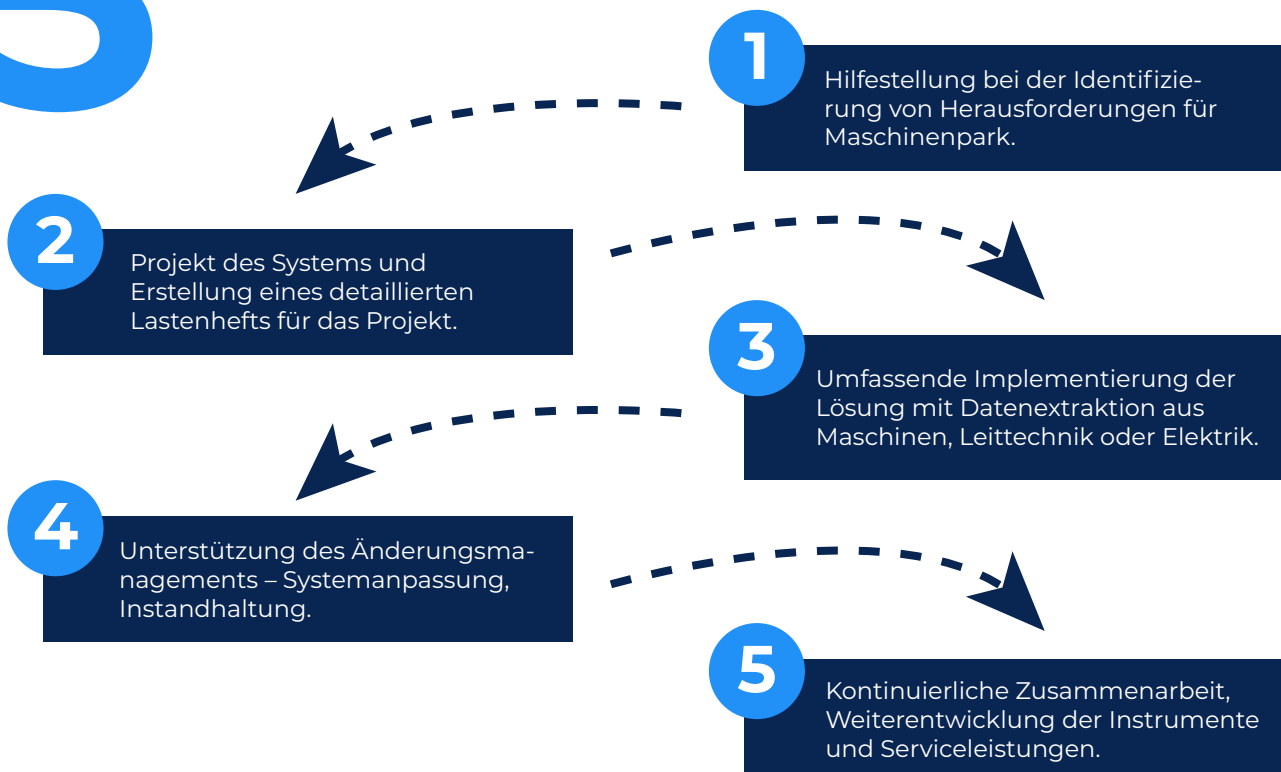 1
Hilfestellung bei der Identifizie-
rung von Herausforderungen für
Maschinenpark.
2
Projekt des Systems und
Erstellung eines detaillierten
Lastenhefts für das Projekt.
3
Umfassende Implementierung der
Lösung mit Datenextraktion aus
Maschinen, Leittechnik oder Elektrik.
4
Unterstützung des Änderungsma-
nagements – Systemanpassung,
Instandhaltung.
5
Kontinuierliche Zusammenarbeit,
Weiterentwicklung der Instrumente
und Serviceleistungen.